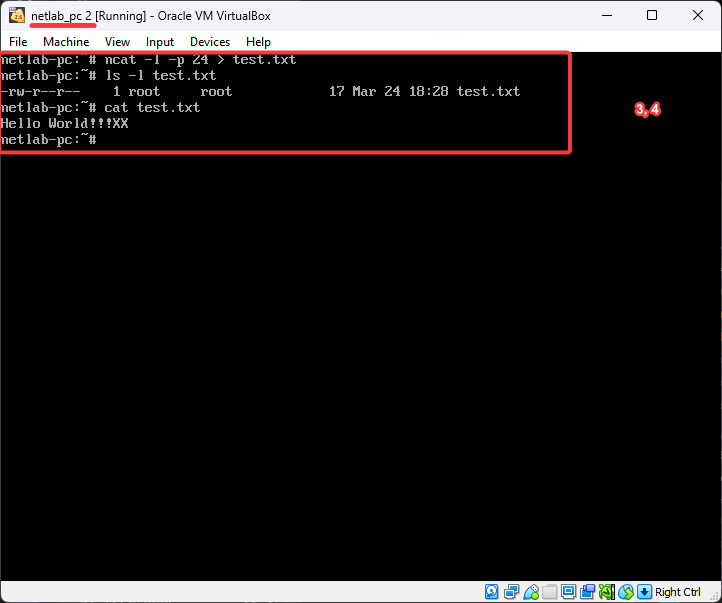 netlab_pc 2 [Running] - Oracle VM VirtualBox
File Machine View Input Devices Help
netlab-pc: # ncat -l -p 24 > test.txt
netlab-pc:~# ls -l test.txt
-rw-r--r-- 1 root root 17 Mar 24 18:28 test.txt
netlab-pc:~# cat test.txt
Hello World!!!XX
netlab-pc:~#
3,4
Right Ctrl